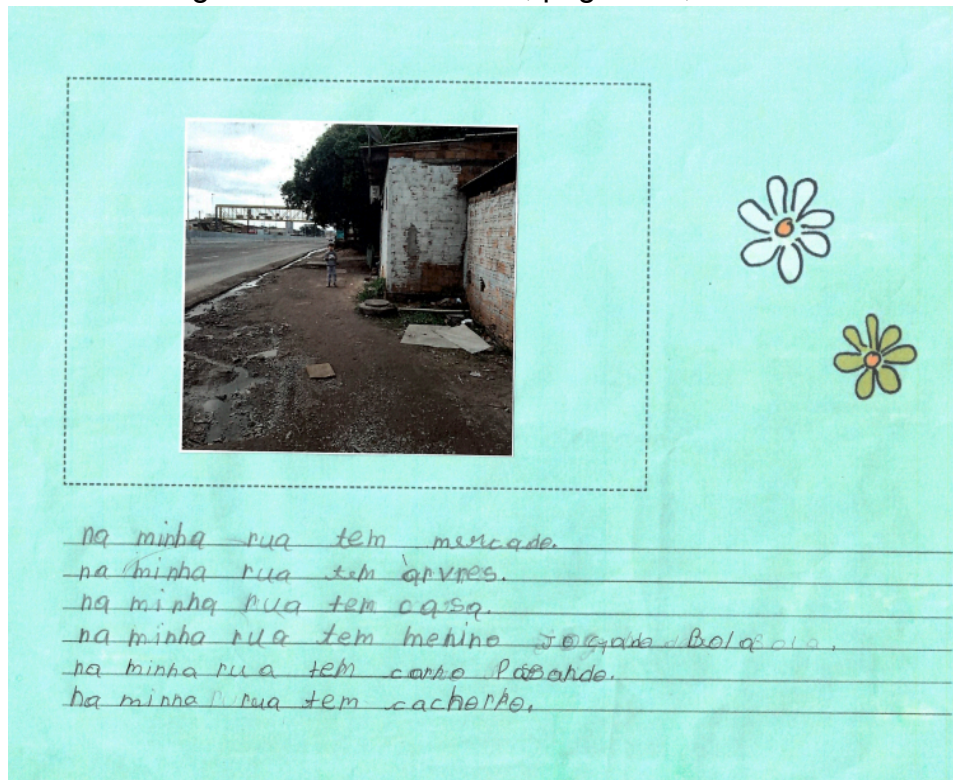 na minha rua tem mercado.
na minha rua tem àrvres.
na minha rua tem casa.
na minha rua tem menino Jogando Bola.
na minha rua tem carro Pasando.
na minha rua tem cachorro.